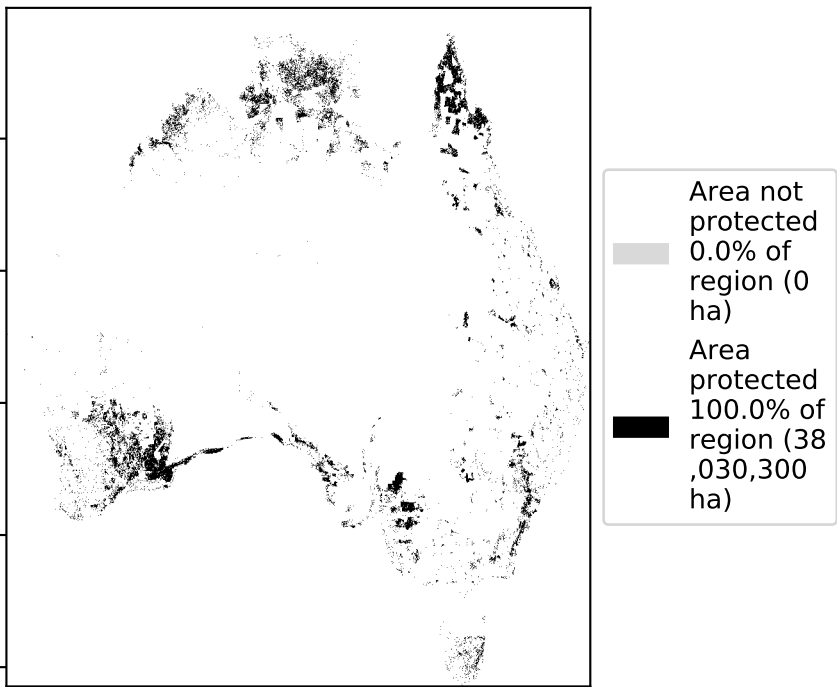 Area not
protected
0.0% of
region (0
ha)
Area
protected
100.0% of
region (38
,030,300
ha)